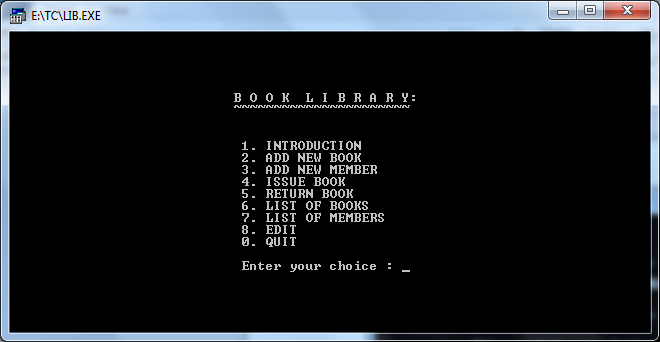 E:\TC\LIB.EXE
B O O K  L I B R A R Y:
~~~~~~~~~~~~~~~~~~~~~~
1. INTRODUCTION
2. ADD NEW BOOK
3. ADD NEW MEMBER
4. ISSUE BOOK
5. RETURN BOOK
6. LIST OF BOOKS
7. LIST OF MEMBERS
8. EDIT
0. QUIT
Enter your choice : _